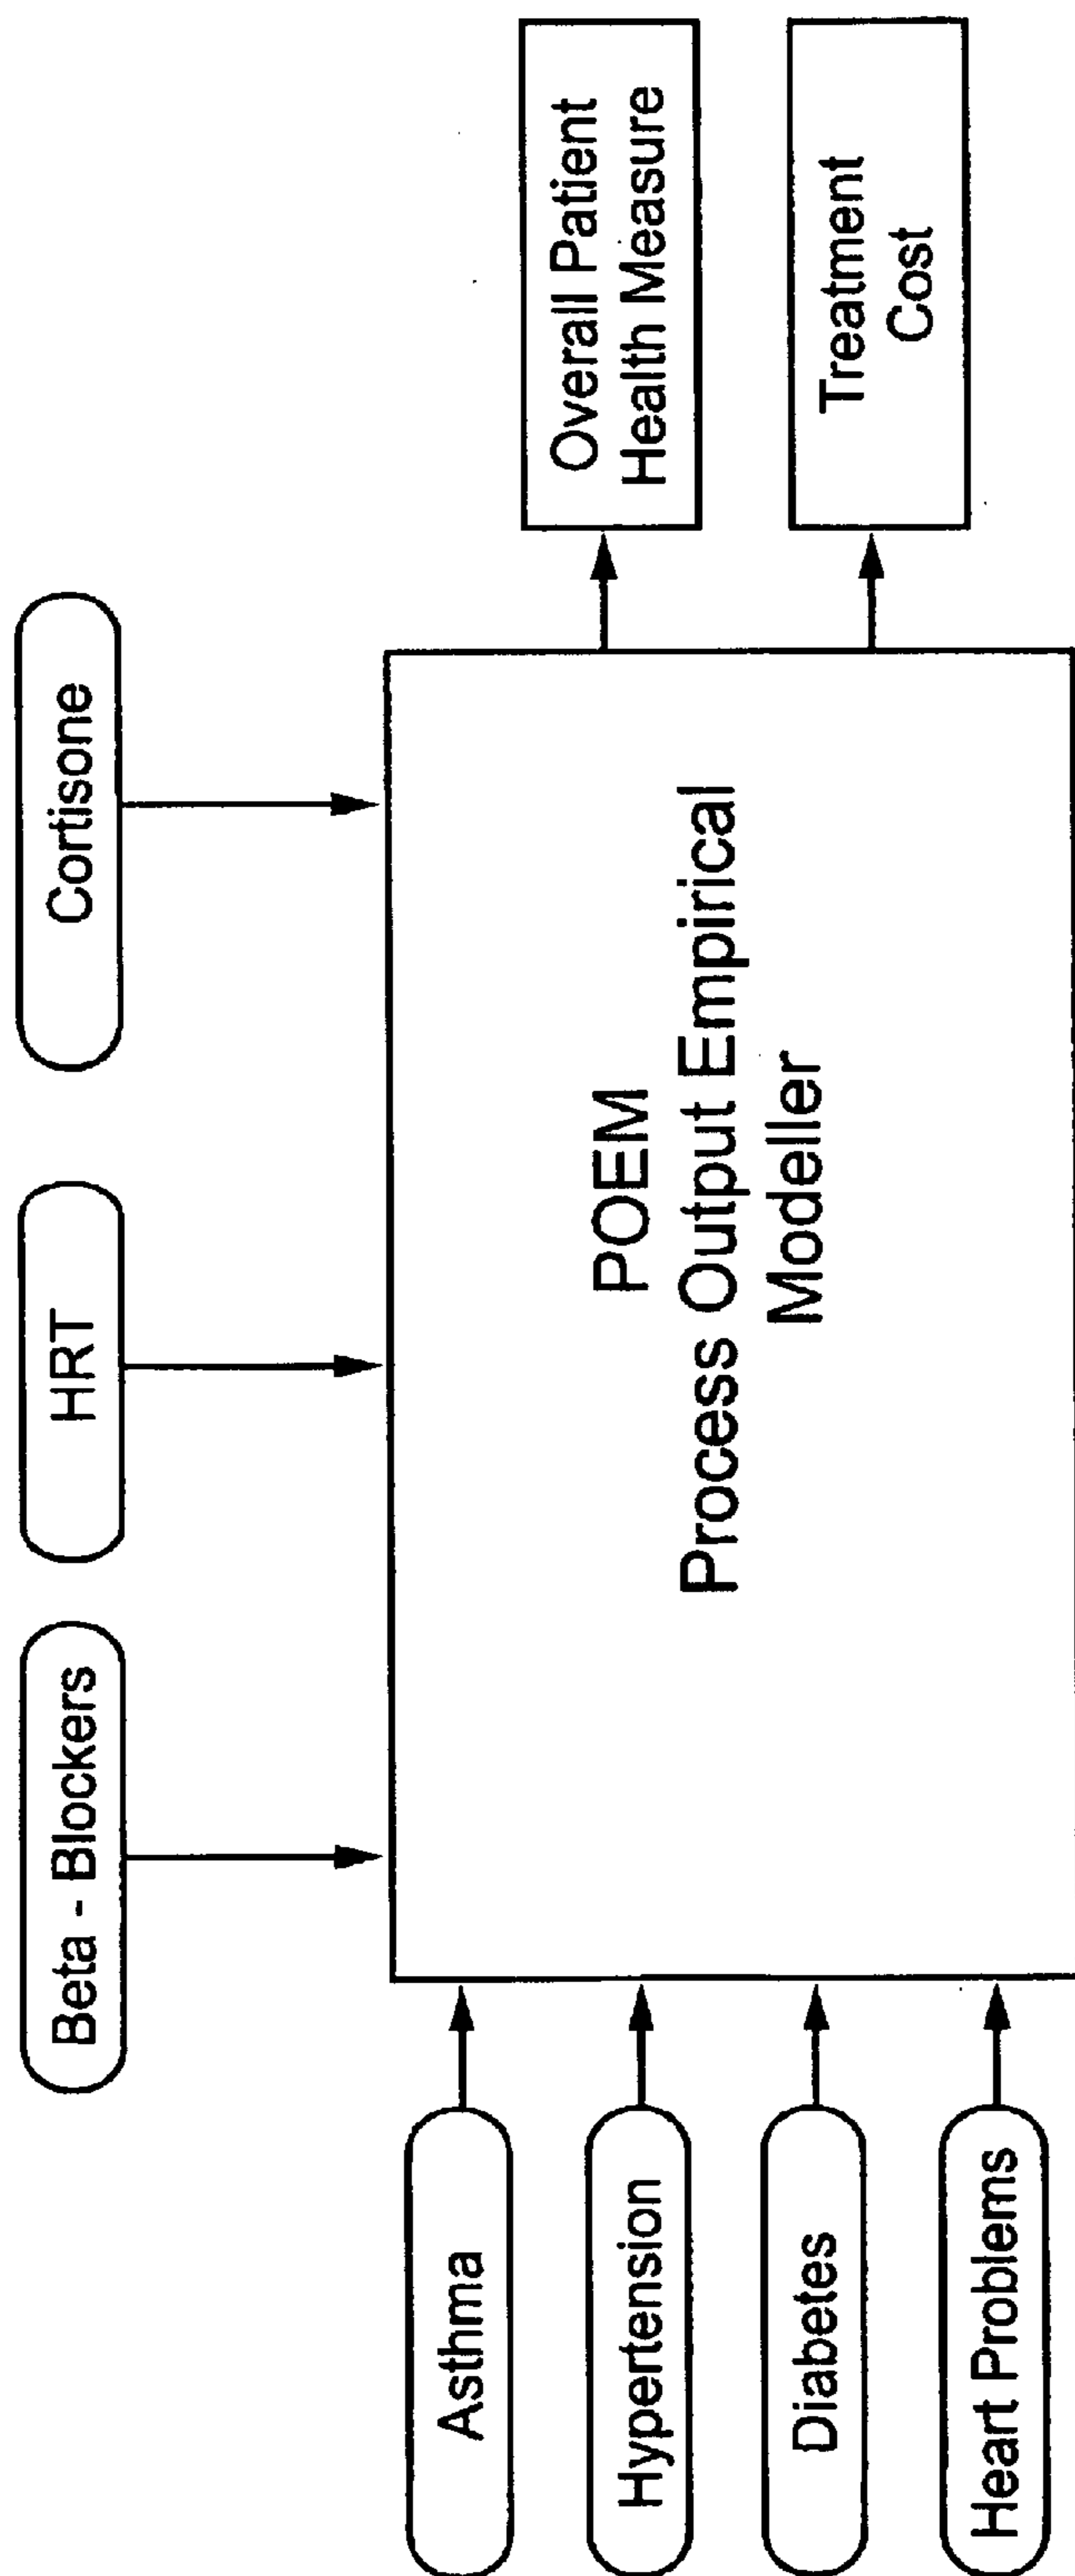 Beta - Blockers
HRT
Cortisone
Asthma
Hypertension
Diabetes
Heart Problems
POEM
Process Output Empirical
Modeller
Overall Patient
Health Measure
Treatment
Cost